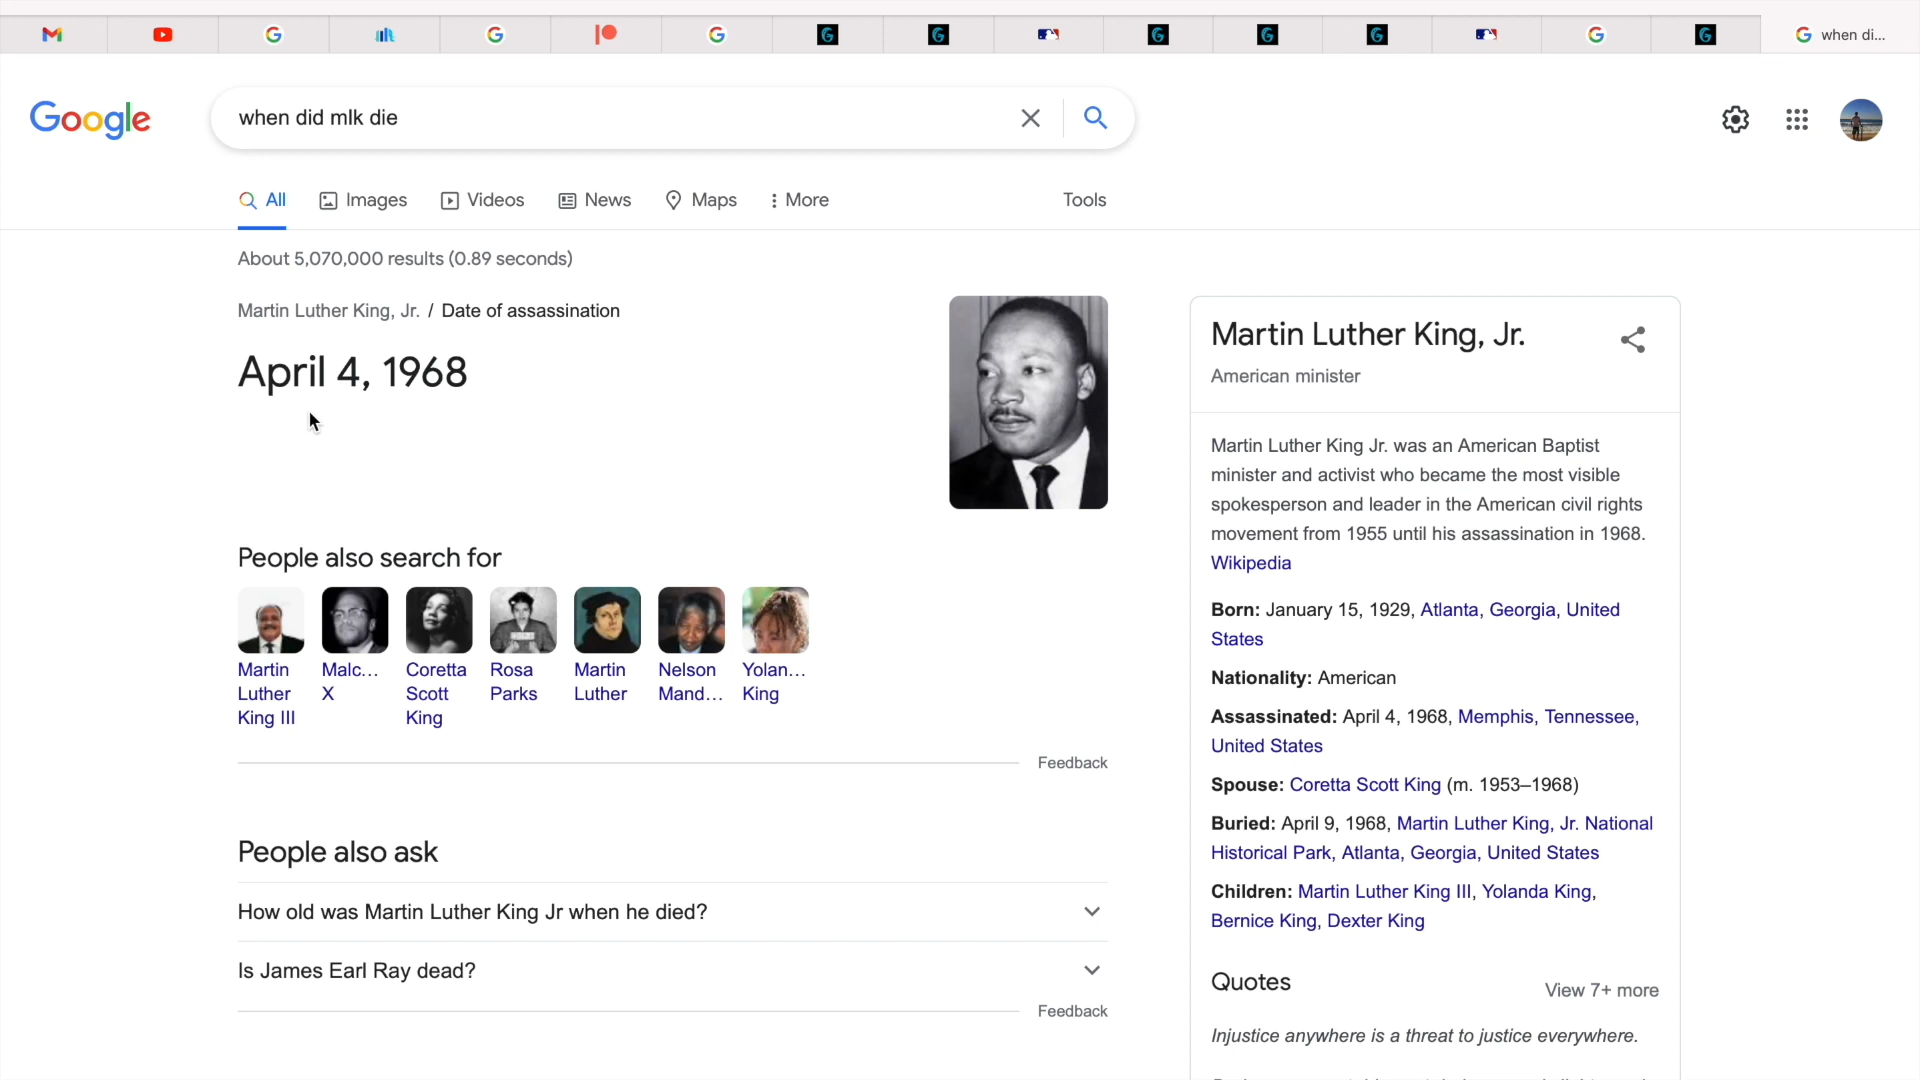 when di...
Google
when did mlk die
All
Images
Videos
News
Maps
More
Tools
About 5,070,000 results (0.89 seconds)
Martin Luther King, Jr. / Date of assassination
April 4, 1968
People also search for
Martin Luther King III
Malc... X
Coretta Scott King
Rosa Parks
Martin Luther
Nelson Mand...
Yolan... King
Feedback
People also ask
How old was Martin Luther King Jr when he died?
Is James Earl Ray dead?
Feedback
Martin Luther King, Jr.
American minister
Martin Luther King Jr. was an American Baptist
minister and activist who became the most visible
spokesperson and leader in the American civil rights
movement from 1955 until his assassination in 1968.
Wikipedia
Born: January 15, 1929, Atlanta, Georgia, United
States
Nationality: American
Assassinated: April 4, 1968, Memphis, Tennessee,
United States
Spouse: Coretta Scott King (m. 1953–1968)
Buried: April 9, 1968, Martin Luther King, Jr. National
Historical Park, Atlanta, Georgia, United States
Children: Martin Luther King III, Yolanda King,
Bernice King, Dexter King
Quotes
View 7+ more
Injustice anywhere is a threat to justice everywhere.